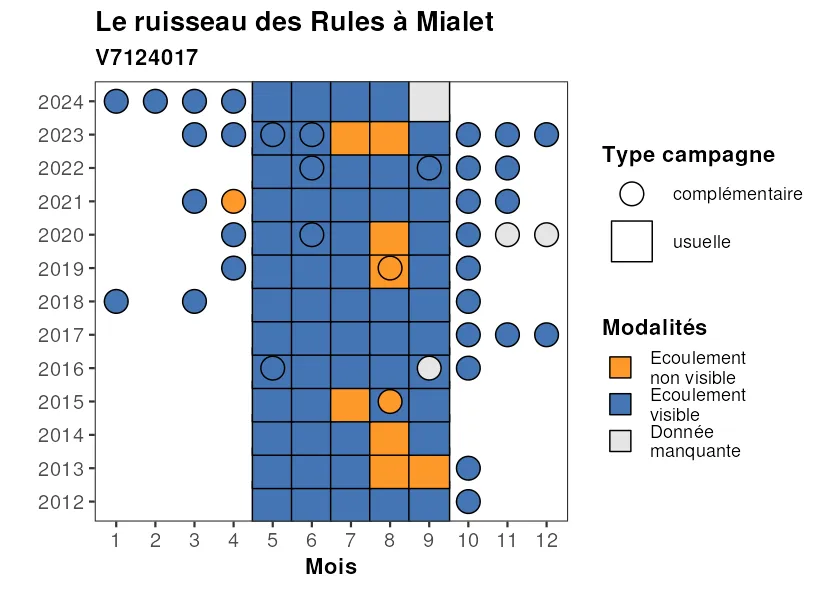 Le ruisseau des Rules à Mialet
V7124017
2024
2023
2022
2021
2020
2019
2018
2017
2016
2015
2014
2013
2012
1 2 3 4 5 6 7 8 9 10 11 12
Mois
Type campagne
complémentaire
usuelle
Modalités
Ecoulement
non visible
Ecoulement
visible
Donnée
manquante